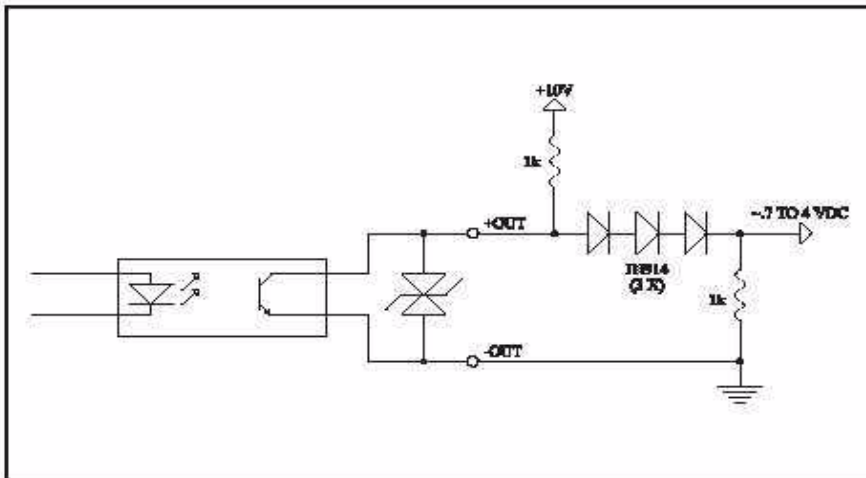 +10V
1k
+OUT
~.7 TO 4 VDC
(3 X)
1k
-OUT